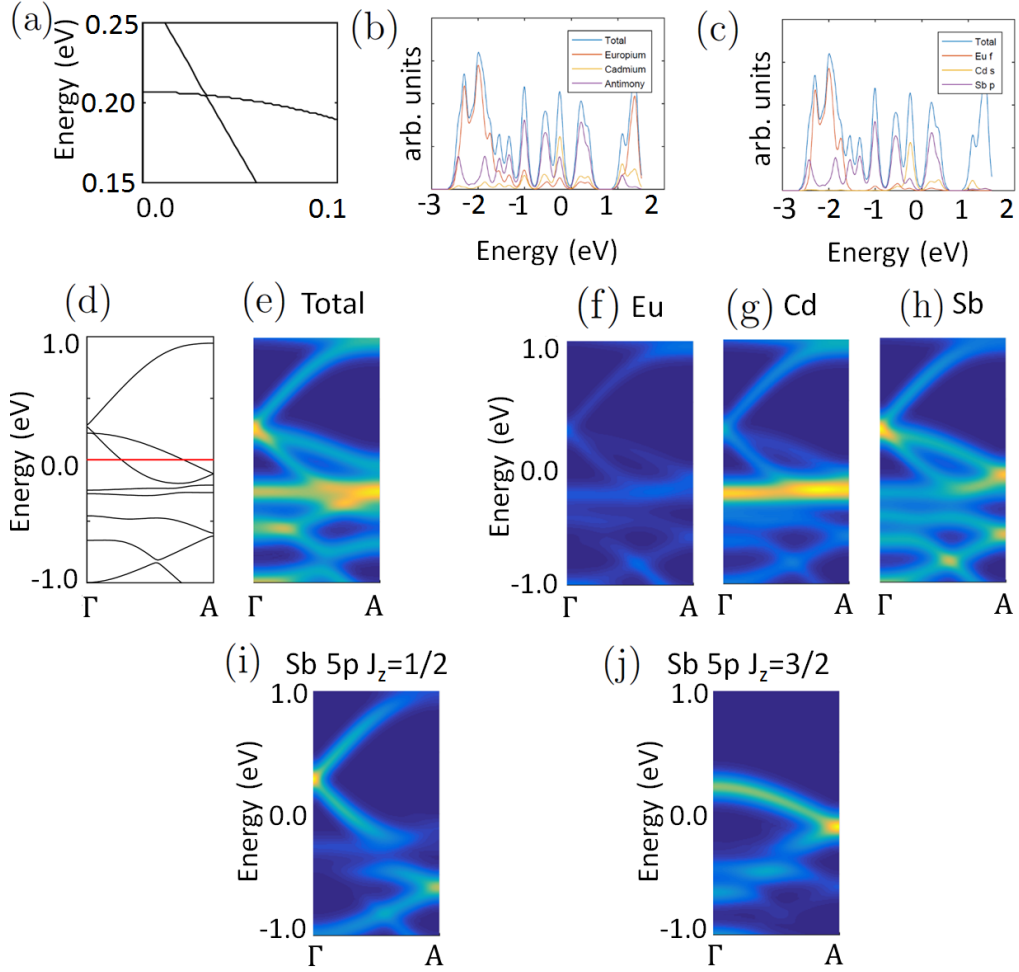 (a)
Energy (eV)
0.25
0.20
0.15
0.0
0.1
(b)
arb. units
Total
Europium
Cadmium
Antimony
-3 -2 -1 0 1 2
Energy (eV)
(c)
arb. units
Total
Eu f
Cd s
Sb p
-3 -2 -1 0 1 2
Energy (eV)
(d)
Energy (eV)
1.0
0.0
-1.0
Γ A
(e) Total
Γ A
(f) Eu
Energy (eV)
1.0
0.0
-1.0
Γ A
(g) Cd
Γ A
(h) Sb
Γ A
(i) Sb 5p J_z=1/2
Energy (eV)
1.0
0.0
-1.0
Γ A
(j) Sb 5p J_z=3/2
Energy (eV)
1.0
0.0
-1.0
Γ A